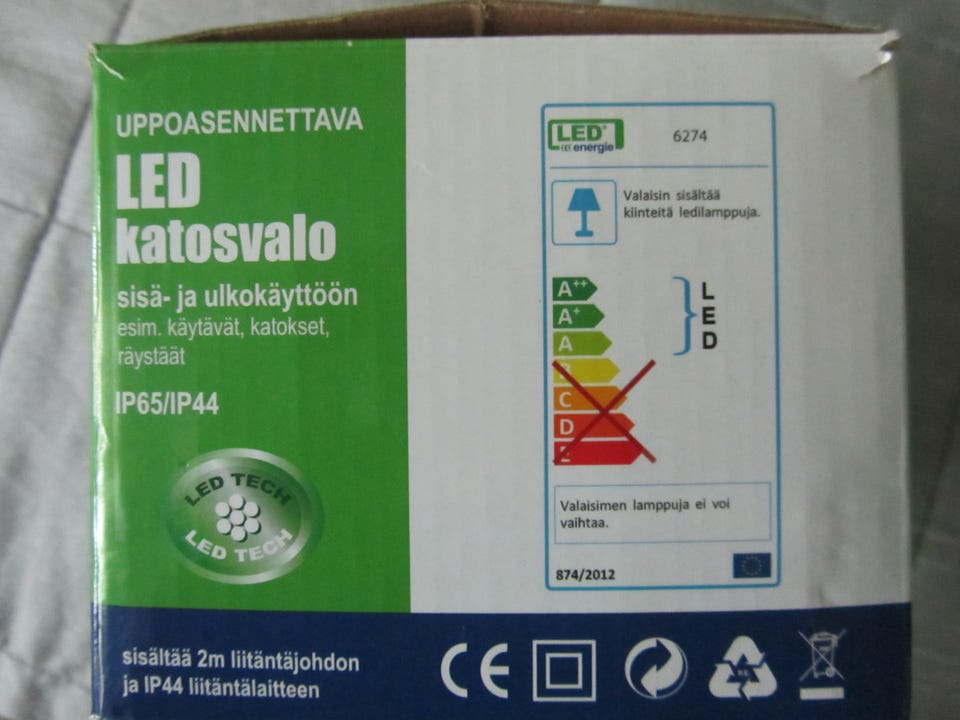 UPPOASENNETTAVA
LED
katosvalo
sisä- ja ulkokäyttöön
esim. käytävät, katokset,
räystäät
IP65/IP44
LED TECH
LED TECH
sisältää 2m liitäntäjohdon
ja IP44 liitäntälaitteen
LED
energie
6274
Valaisin sisältää
kiinteitä ledilamppuja.
A++
A+
A
B
C
D
E
L
E
D
Valaisimen lamppuja ei voi
vaihtaa.
874/2012
CE